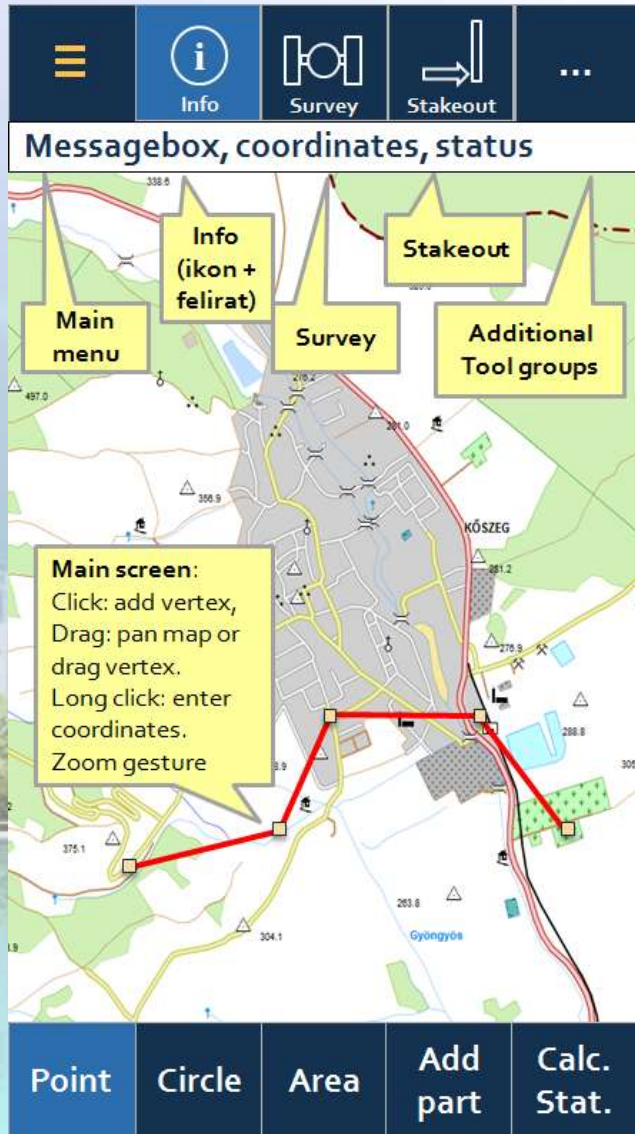 Info
Survey
Stakeout
...
Messagebox, coordinates, status
338.6
Info
(ikon +
felirat)
Stakeout
Main
menu
Survey
Additional
Tool groups
276.2
497.0
281.0
356.9
KŐSZEG
281.2
Main screen:
Click: add vertex,
Drag: pan map or
drag vertex.
Long click: enter
coordinates.
Zoom gesture
276.9
288.8
375.1
263.8
304.1
Gyöngyös
Point
Circle
Area
Add
part
Calc.
Stat.